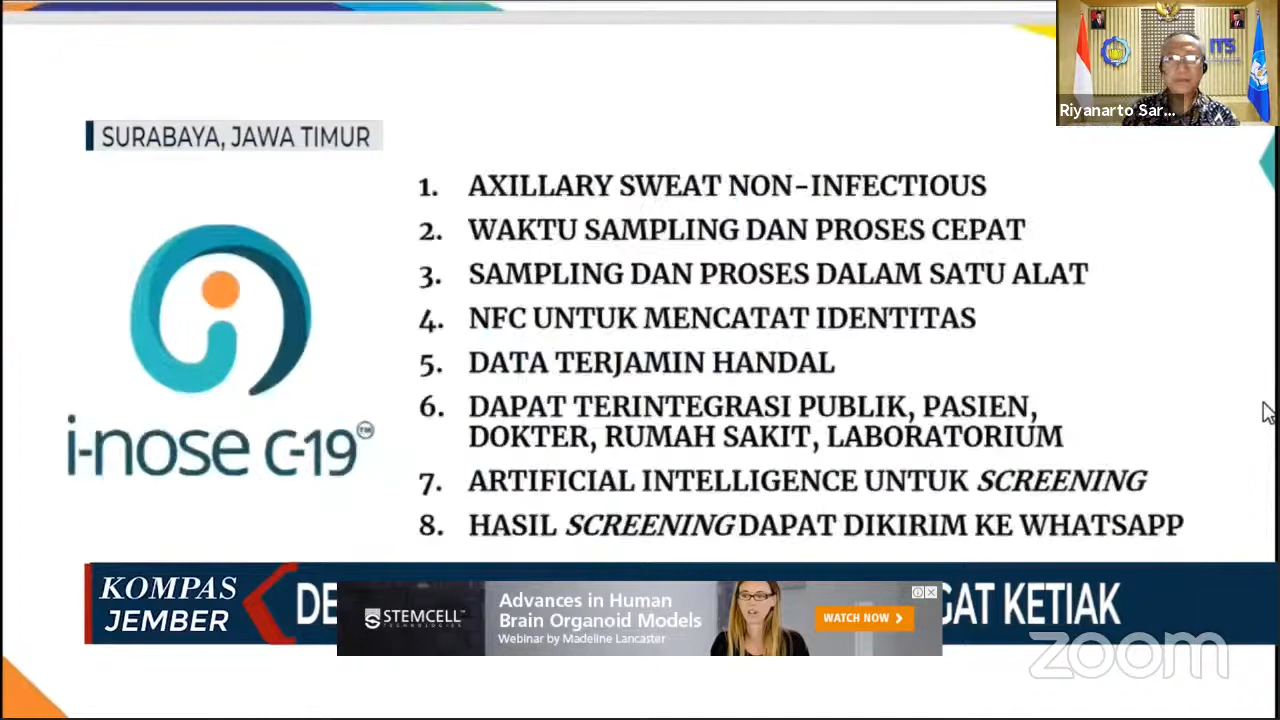 ITS
Riyanarto Sar...
SURABAYA, JAWA TIMUR
i-nose c-19™
1. AXILLARY SWEAT NON-INFECTIOUS
2. WAKTU SAMPLING DAN PROSES CEPAT
3. SAMPLING DAN PROSES DALAM SATU ALAT
4. NFC UNTUK MENCATAT IDENTITAS
5. DATA TERJAMIN HANDAL
6. DAPAT TERINTEGRASI PUBLIK, PASIEN,
DOKTER, RUMAH SAKIT, LABORATORIUM
7. ARTIFICIAL INTELLIGENCE UNTUK SCREENING
8. HASIL SCREENING DAPAT DIKIRIM KE WHATSAPP
KOMPAS
JEMBER
DE
GAT KETIAK
STEMCELL™
TECHNOLOGIES
Advances in Human
Brain Organoid Models
Webinar by Madeline Lancaster
WATCH NOW
zoom